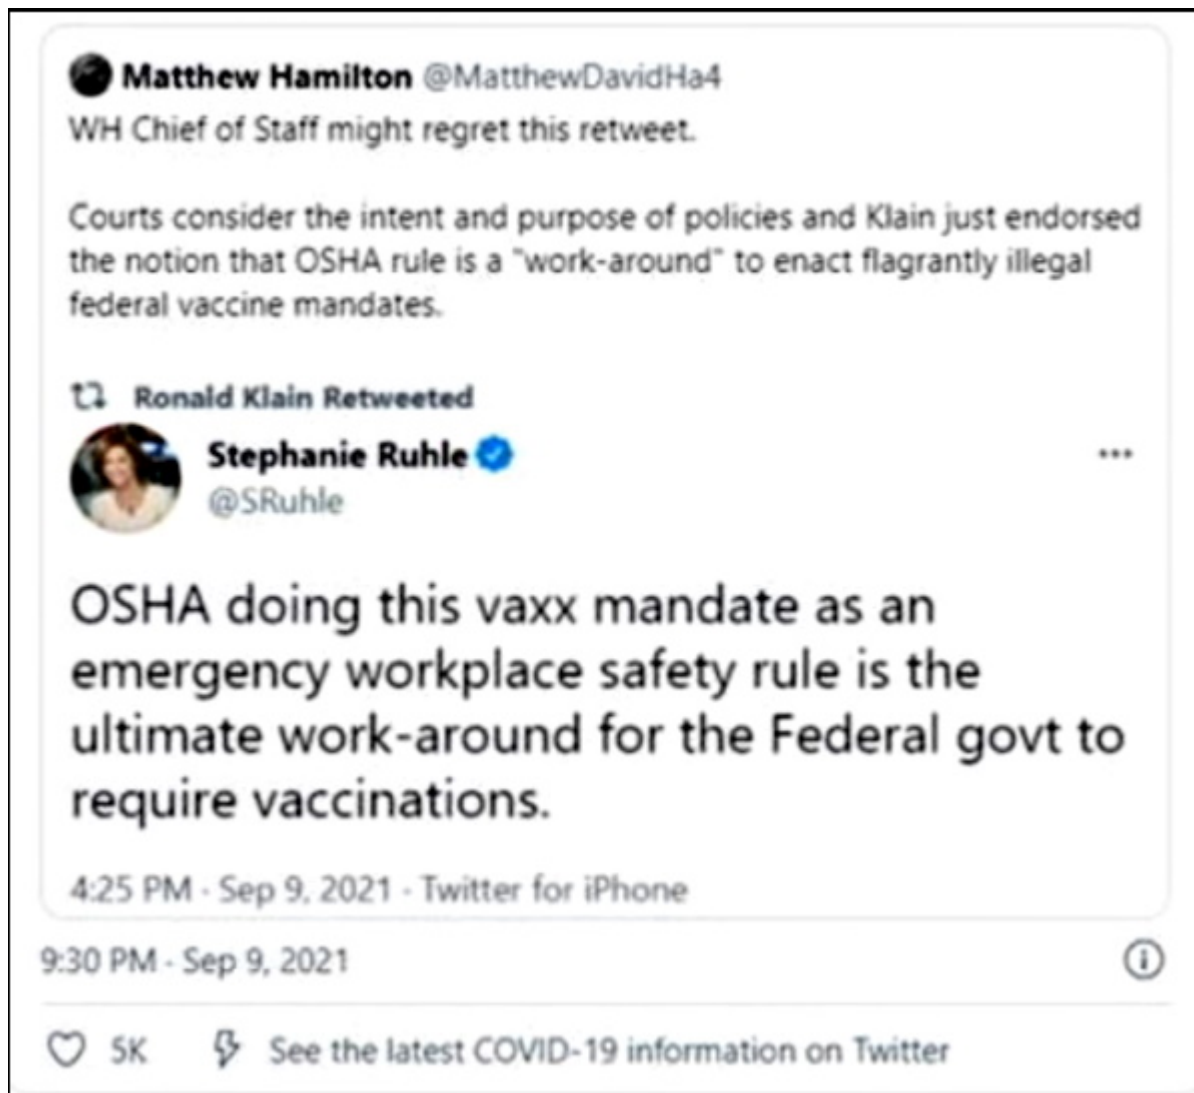 Matthew Hamilton @MatthewDavidHa4
WH Chief of Staff might regret this retweet.
Courts consider the intent and purpose of policies and Klain just endorsed
the notion that OSHA rule is a "work-around" to enact flagrantly illegal
federal vaccine mandates.
Ronald Klain Retweeted
Stephanie Ruhle
@SRuhle
OSHA doing this vaxx mandate as an
emergency workplace safety rule is the
ultimate work-around for the Federal govt to
require vaccinations.
4:25 PM · Sep 9, 2021 · Twitter for iPhone
9:30 PM · Sep 9, 2021
5K See the latest COVID-19 information on Twitter